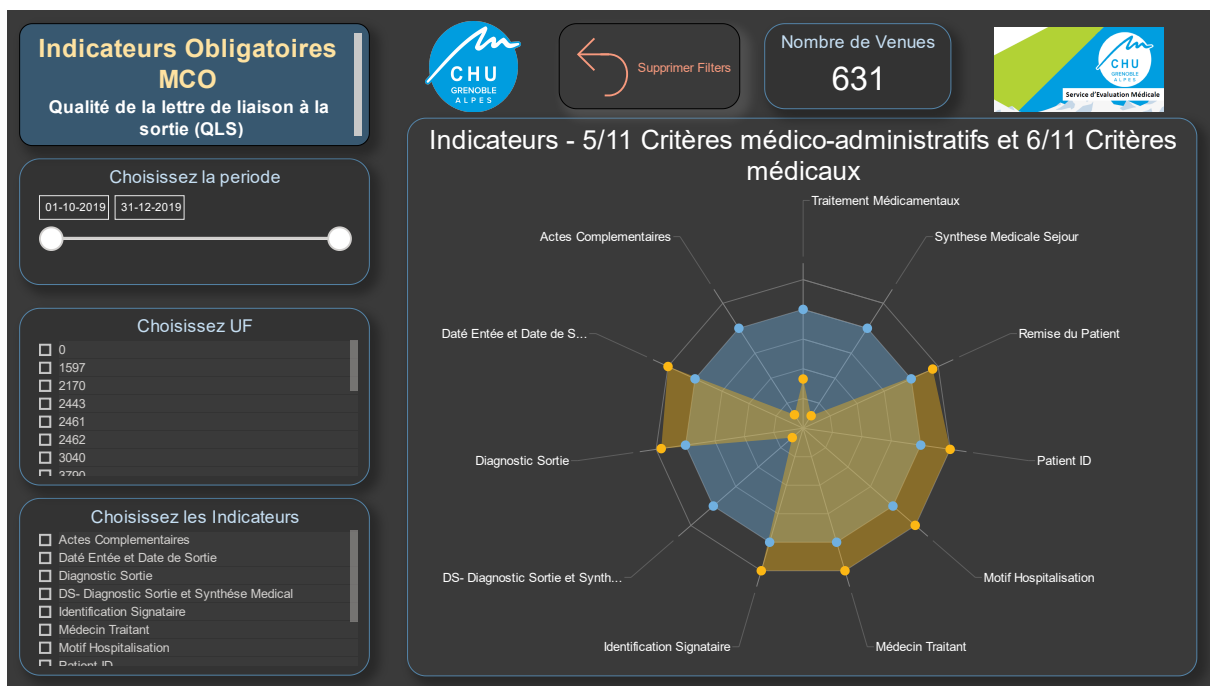 Indicateurs Obligatoires
MCO
Qualité de la lettre de liaison à la
sortie (QLS)
CHU
GRENOBLE
ALPES
Supprimer Filters
Nombre de Venues
631
CHU
GRENOBLE
ALPES
Service d'Evaluation Médicale
Choisissez la periode
01-10-2019
31-12-2019
Choisissez UF
0
1597
2170
2443
2461
2462
3040
3790
Choisissez les Indicateurs
Actes Complementaires
Daté Entée et Date de Sortie
Diagnostic Sortie
DS- Diagnostic Sortie et Synthése Medical
Identification Signataire
Médecin Traitant
Motif Hospitalisation
Patient ID
Indicateurs - 5/11 Critères médico-administratifs et 6/11 Critères
médicaux
Traitement Médicamentaux
Actes Complementaires
Synthese Medicale Sejour
Daté Entée et Date de S...
Remise du Patient
Diagnostic Sortie
Patient ID
DS- Diagnostic Sortie et Synth...
Motif Hospitalisation
Identification Signataire
Médecin Traitant